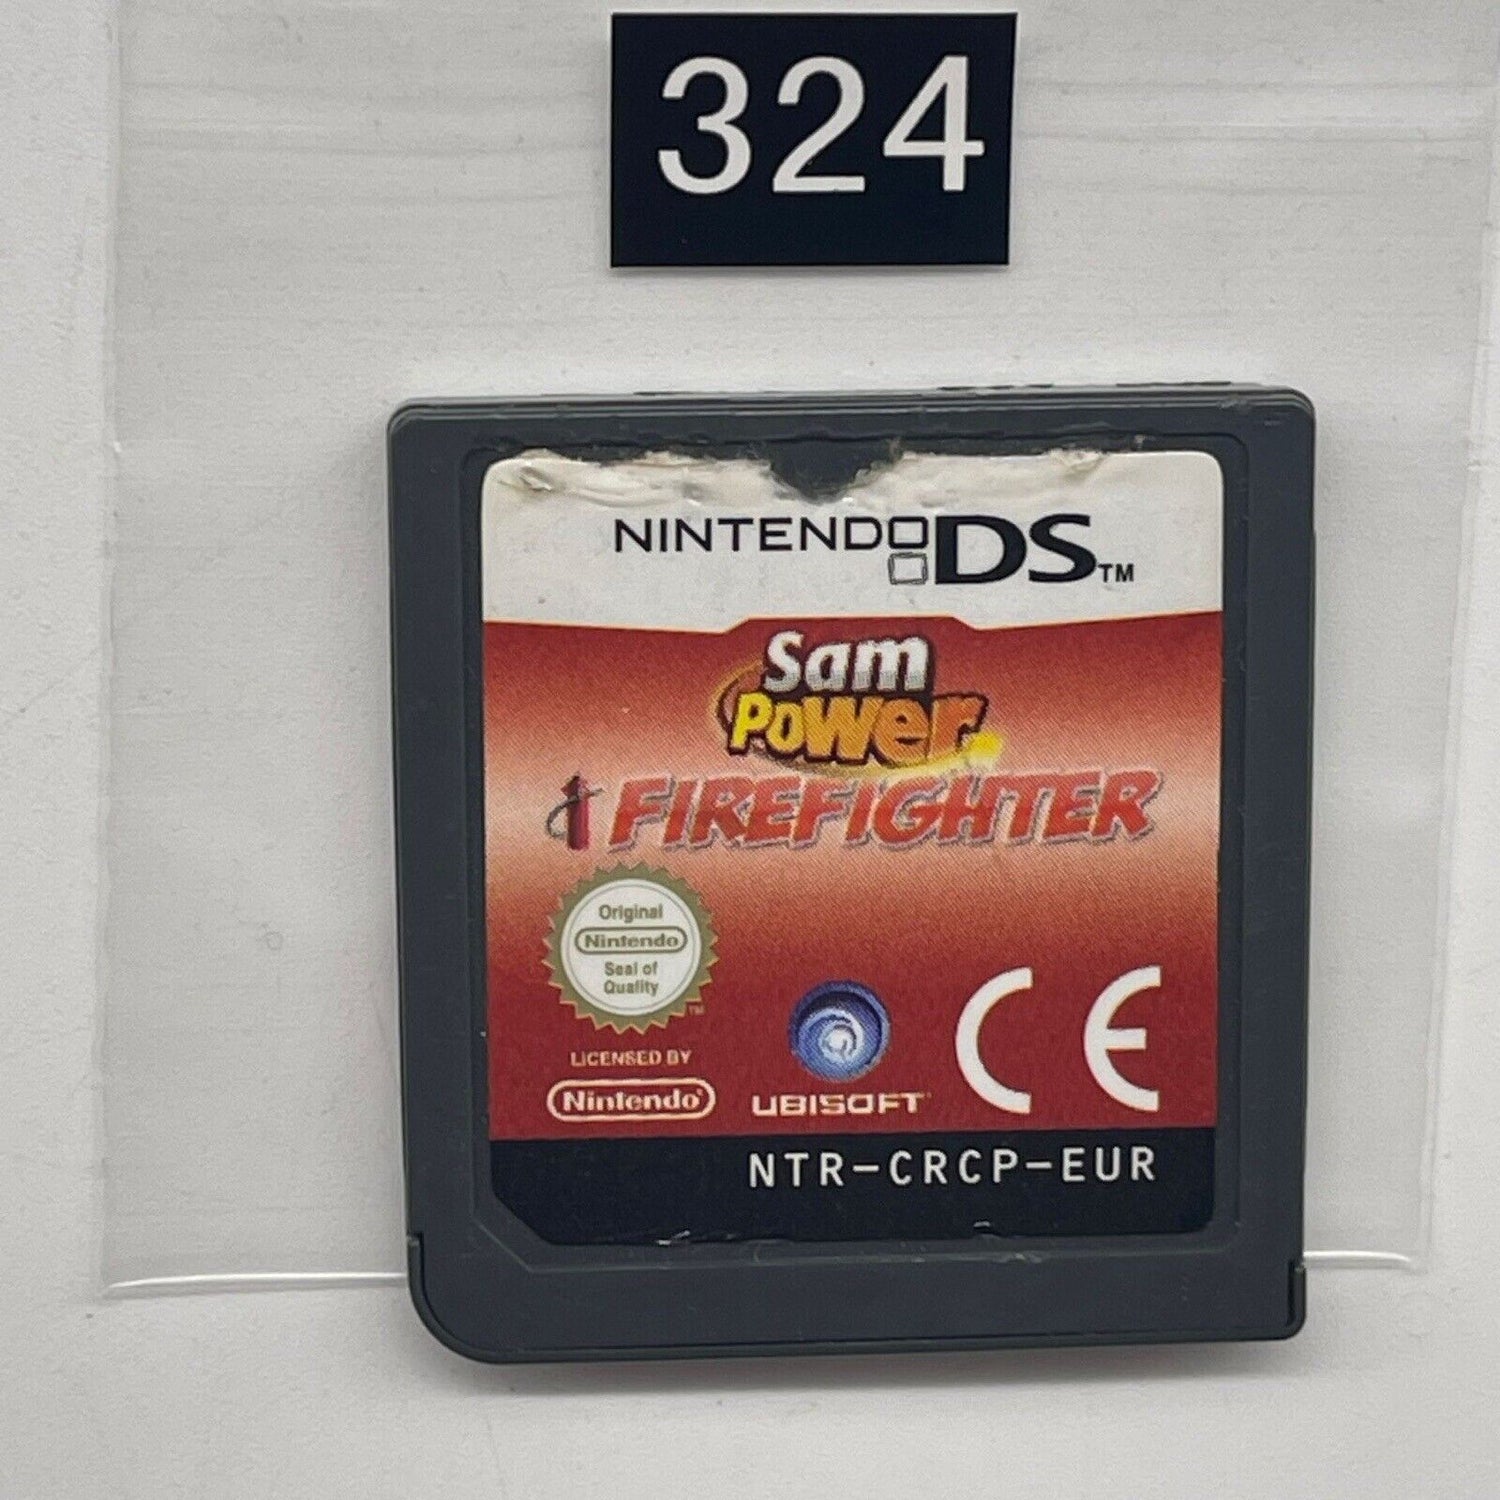 324
NINTENDO DS™
Sam
Power
FIREFIGHTER
Original
Nintendo
Seal of
Quality
™
LICENSED BY
Nintendo®
UBISOFT
CE
NTR-CRCP-EUR